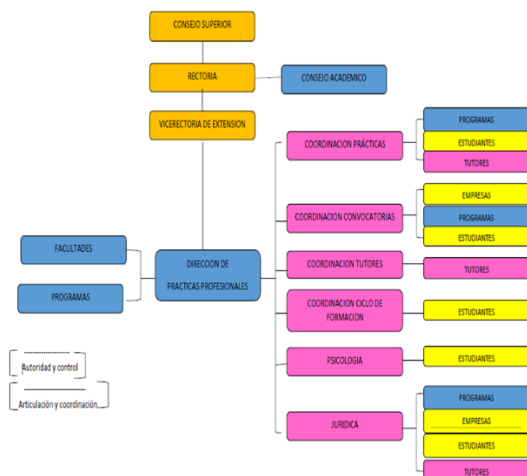 CONSEJO SUPERIOR
RECTORIA
CONSEJO ACADEMICO
VICERECTORIA DE EXTENSION
FACULTADES
PROGRAMAS
DIRECCION DE
PRACTICAS PROFESIONALES
COORDINACION PRÁCTICAS
PROGRAMAS
ESTUDIANTES
TUTORES
COORDINACION CONVOCATORIAS
EMPRESAS
PROGRAMAS
ESTUDIANTES
COORDINACION TUTORES
TUTORES
COORDINACION CICLO DE
FORMACION
ESTUDIANTES
PSICOLOGIA
ESTUDIANTES
JURIDICA
PROGRAMAS
EMPRESAS
ESTUDIANTES
TUTORES
Autoridad y control
Articulación y coordinación